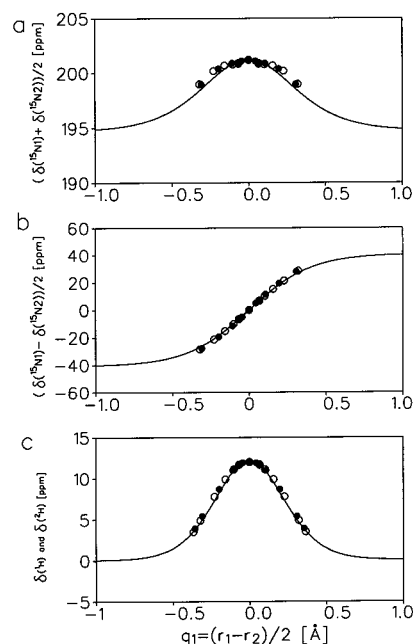 a
( δ(¹⁵N1) + δ(¹⁵N2))/2 [ppm]
205
200
195
190
-1.0 -0.5 0.0 0.5 1.0
b
( δ(¹⁵N1) - δ(¹⁵N2))/2 [ppm]
60
40
20
0
-20
-40
-60
-1.0 -0.5 0.0 0.5 1.0
c
δ(¹H) and δ(²H) [ppm]
15
10
5
0
-5
-1.0 -0.5 0.0 0.5 1.0
q₁=(r₁-r₂)/2 [Å]